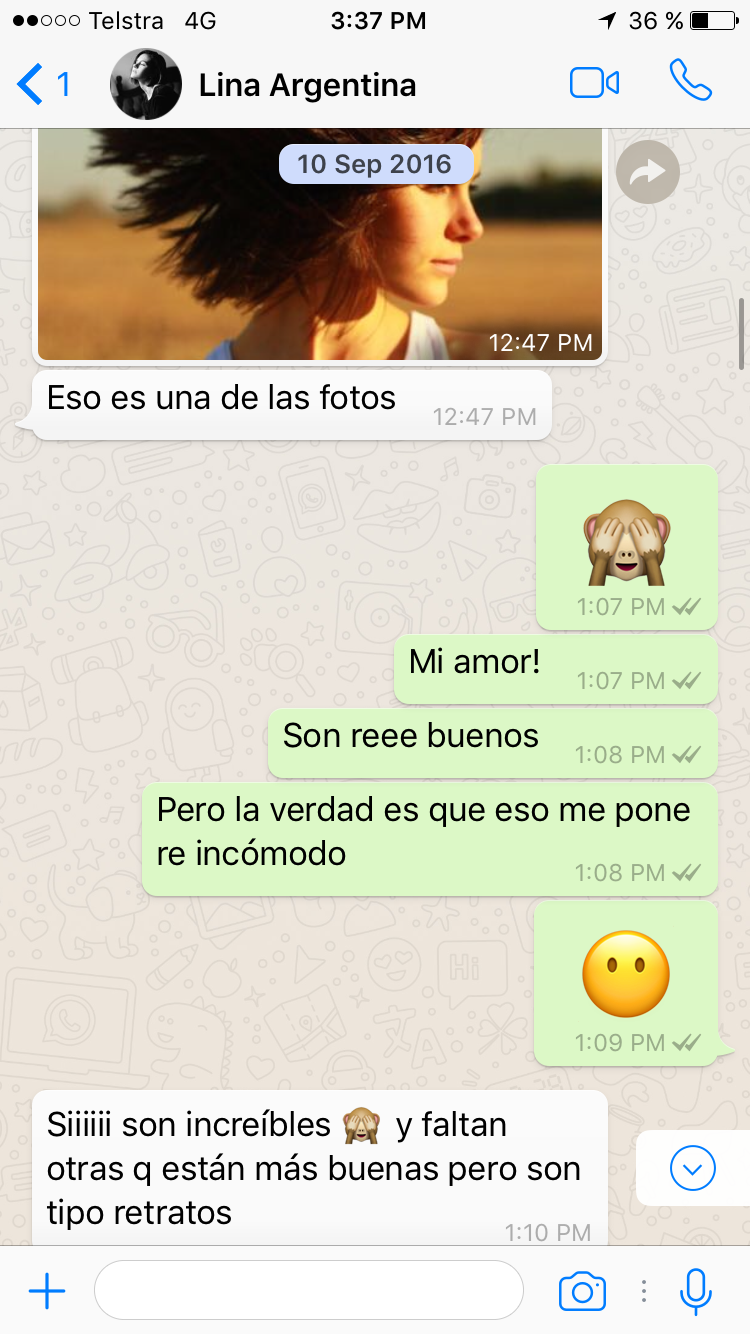 Telstra 4G 3:37 PM 36 %
1 Lina Argentina
10 Sep 2016
12:47 PM
Eso es una de las fotos
12:47 PM
🙈
1:07 PM
Mi amor!
1:07 PM
Son reee buenos
1:08 PM
Pero la verdad es que eso me pone
re incómodo
1:08 PM
😶
1:09 PM
Siiiiii son increíbles 🙈 y faltan
otras q están más buenas pero son
tipo retratos
1:10 PM